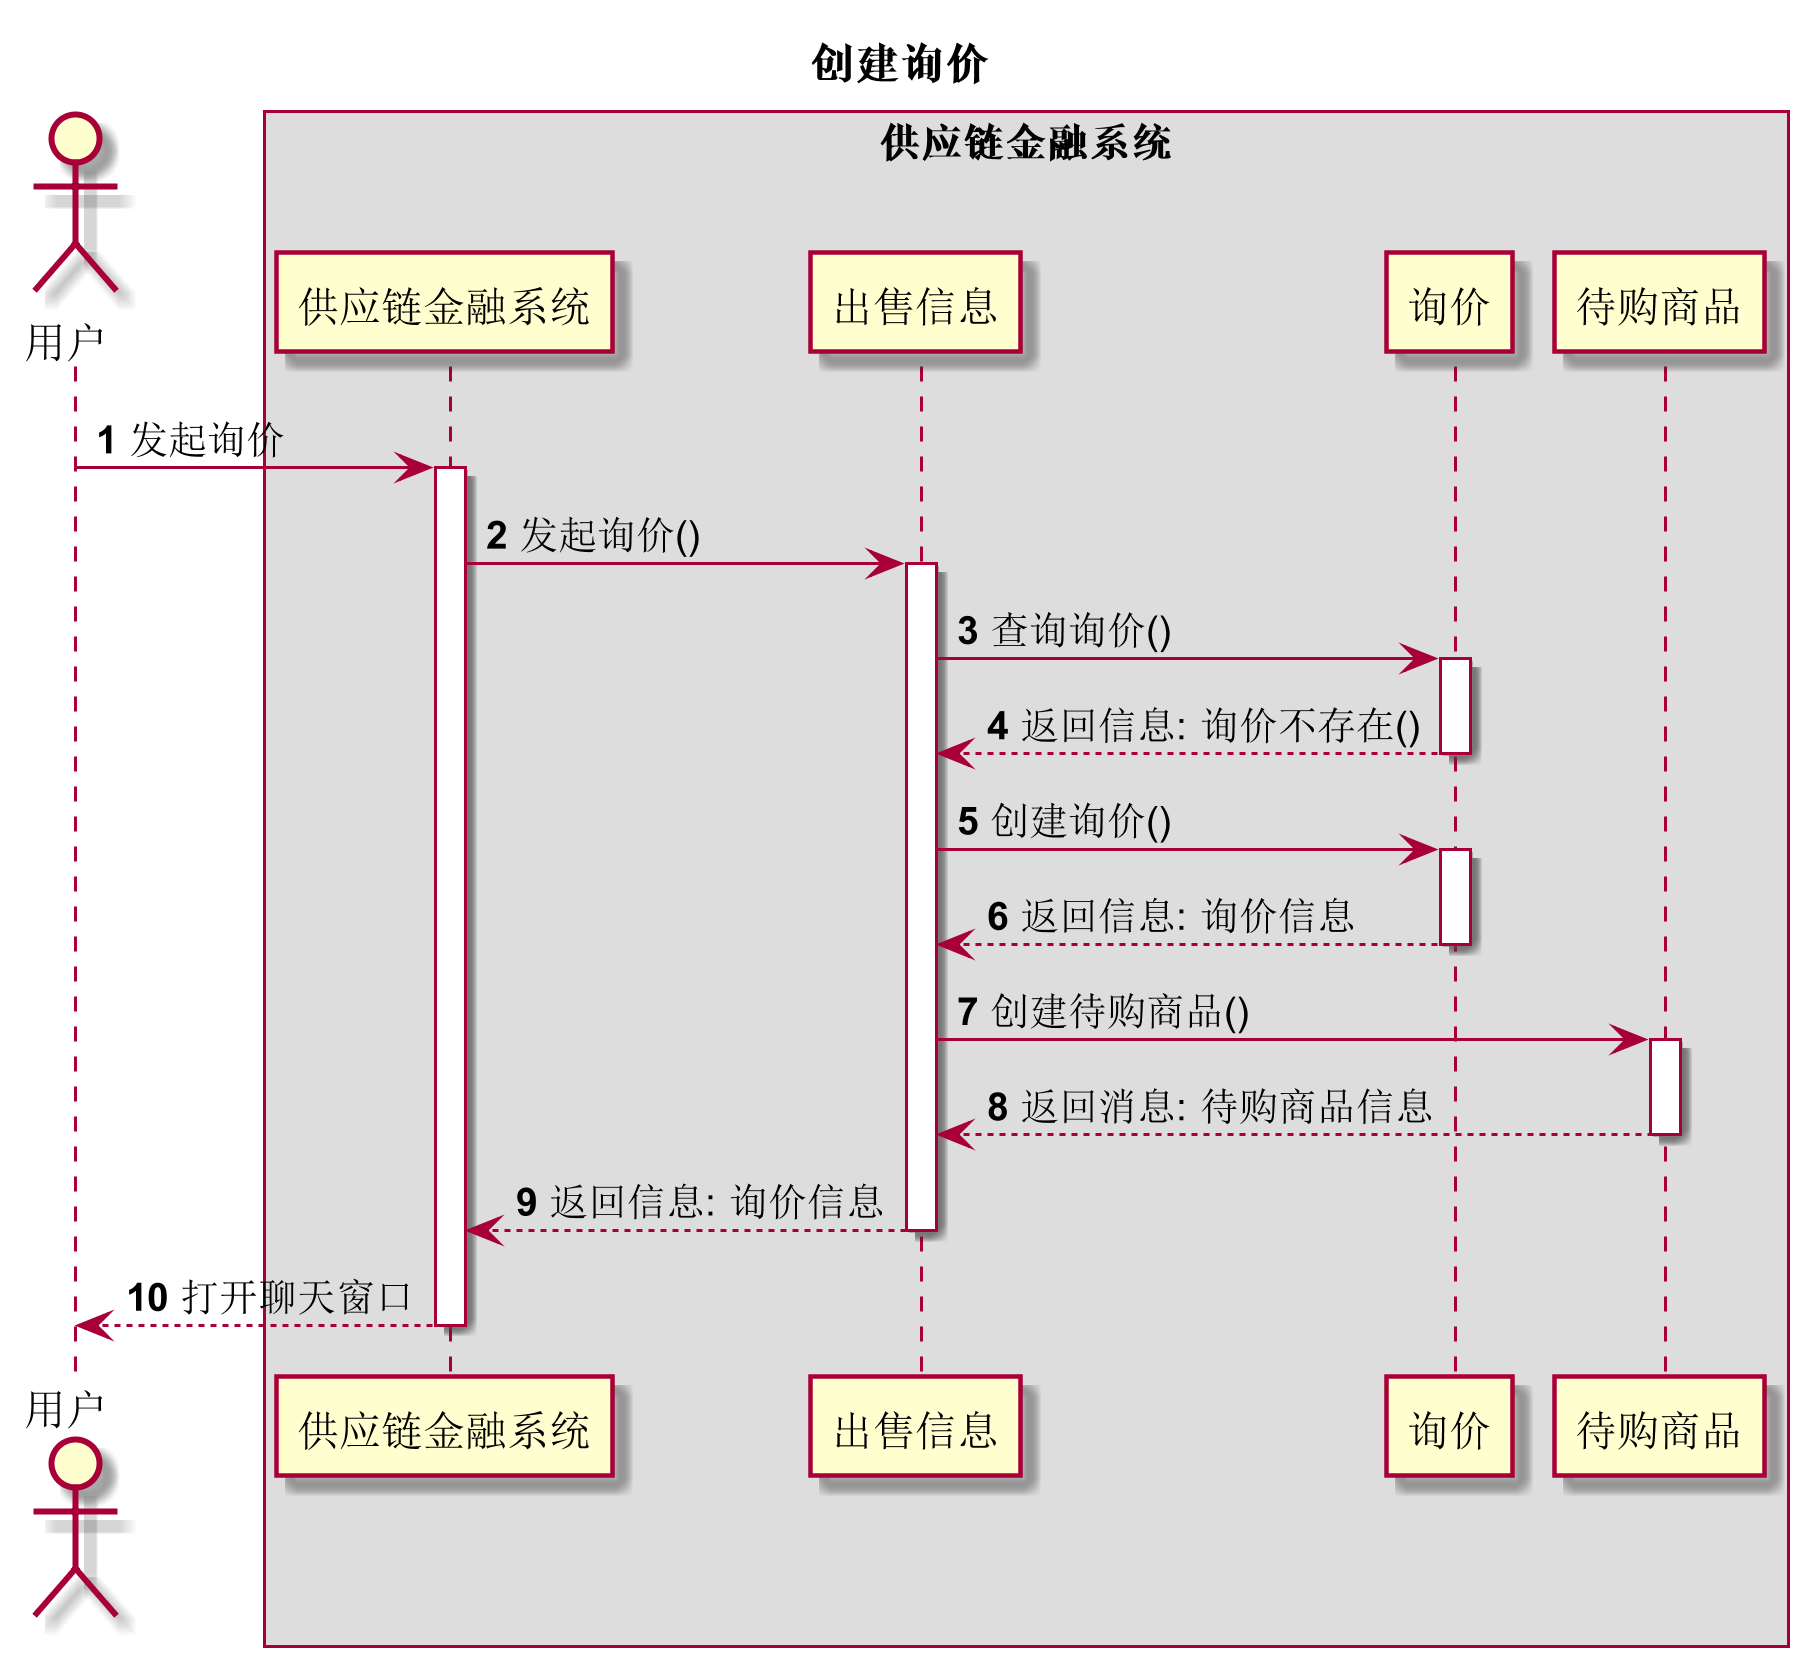 创建询价
供应链金融系统
用户
供应链金融系统
出售信息
询价
待购商品
1 发起询价
2 发起询价()
3 查询询价()
4 返回信息: 询价不存在()
5 创建询价()
6 返回信息: 询价信息
7 创建待购商品()
8 返回消息: 待购商品信息
9 返回信息: 询价信息
10 打开聊天窗口
用户
供应链金融系统
出售信息
询价
待购商品